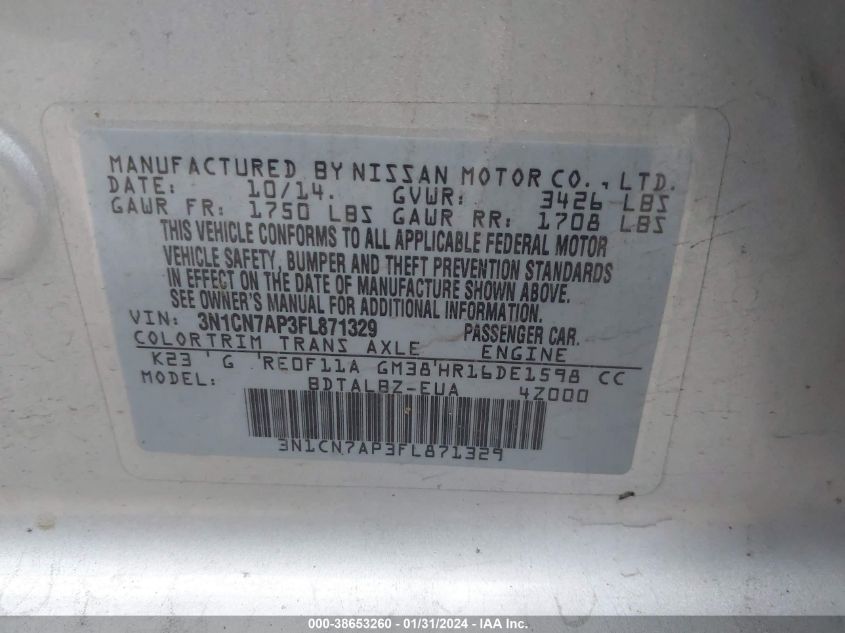 MANUFACTURED BY NISSAN MOTOR CO., LTD.
DATE: 10/14. GVWR: 3426 LBS
GAWR FR: 1750 LBS GAWR RR: 1708 LBS
THIS VEHICLE CONFORMS TO ALL APPLICABLE FEDERAL MOTOR
VEHICLE SAFETY, BUMPER AND THEFT PREVENTION STANDARDS
IN EFFECT ON THE DATE OF MANUFACTURE SHOWN ABOVE.
SEE OWNER'S MANUAL FOR ADDITIONAL INFORMATION.
VIN: 3N1CN7AP3FL871329 PASSENGER CAR.
COLORTRIM TRANS AXLE ENGINE
K23 'G 'RE0F11A GM38'HR16DE1598 CC
MODEL: BDTALBZ-EUA 4Z000
3N1CN7AP3FL871329
000-38653260 - 01/31/2024 - IAA Inc.